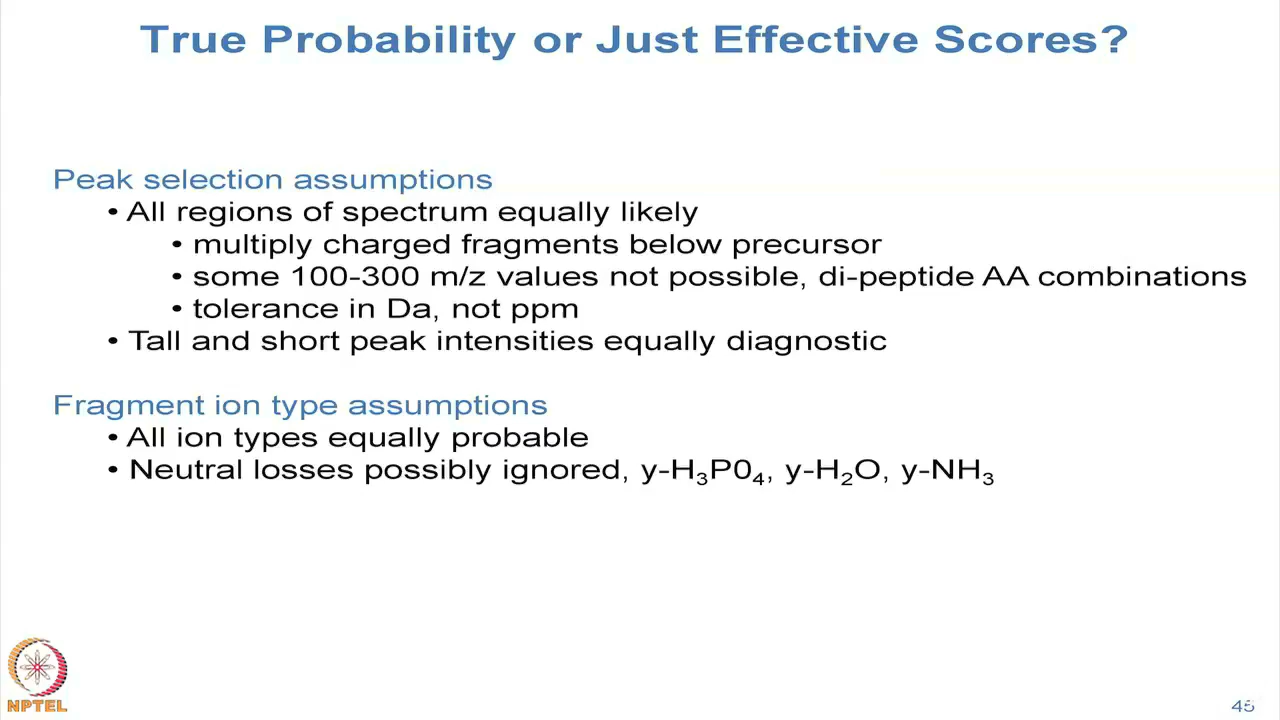 True Probability or Just Effective Scores?
Peak selection assumptions
• All regions of spectrum equally likely
• multiply charged fragments below precursor
• some 100-300 m/z values not possible, di-peptide AA combinations
• tolerance in Da, not ppm
• Tall and short peak intensities equally diagnostic
Fragment ion type assumptions
• All ion types equally probable
• Neutral losses possibly ignored, y-H₃P0₄, y-H₂O, y-NH₃
NPTEL
45